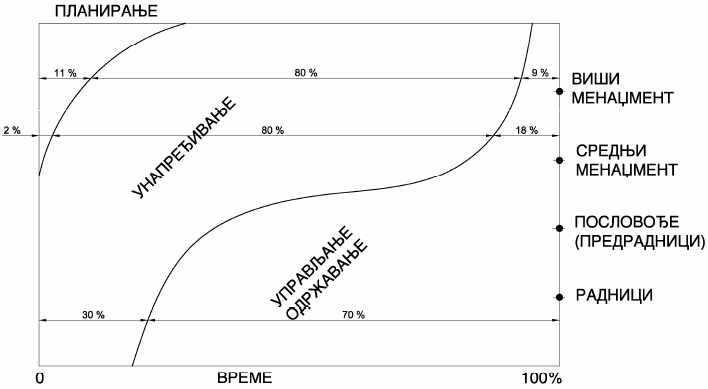 ПЛАНИРАЊЕ
11 %
80 %
9 %
ВИШИ
МЕНАЏМЕНТ
2 %
80 %
18 %
УНАПРЕЂИВАЊЕ
СРЕДЊИ
МЕНАЏМЕНТ
ПОСЛОВОЂЕ
(ПРЕДРАДНИЦИ)
УПРАВЉАЊЕ
ОДРЖАВАЊЕ
РАДНИЦИ
30 %
70 %
0
ВРЕМЕ
100%